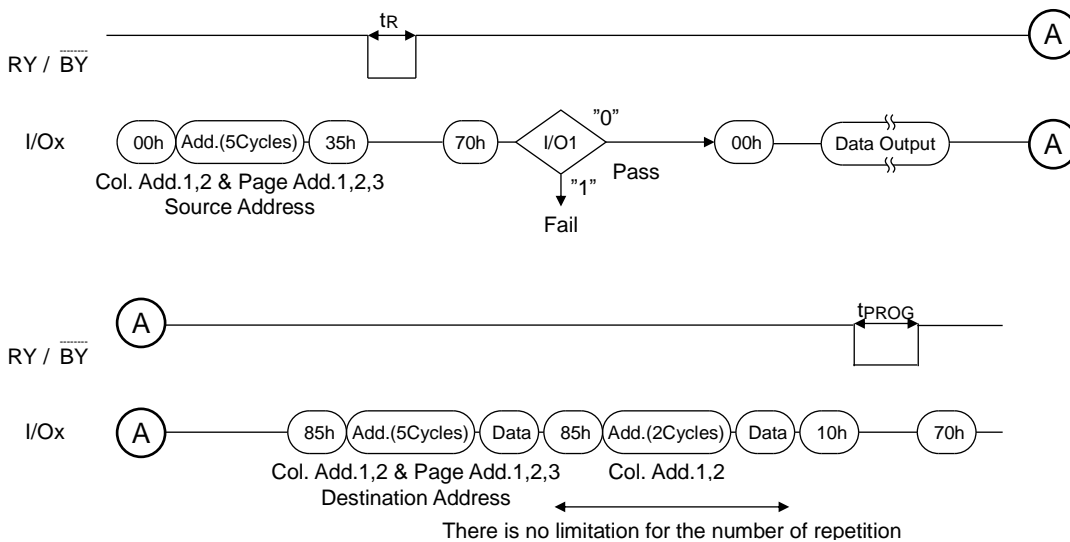 tR
A
RY / BY
"0"
I/Ox 00h Add.(5Cycles) 35h 70h I/O1 00h Data Output A
Pass
Col. Add.1,2 & Page Add.1,2,3
"1"
Source Address
Fail
A tPROG
RY / BY
I/Ox A 85h Add.(5Cycles) Data 85h Add.(2Cycles) Data 10h 70h
Col. Add.1,2 & Page Add.1,2,3 Col. Add.1,2
Destination Address
There is no limitation for the number of repetition